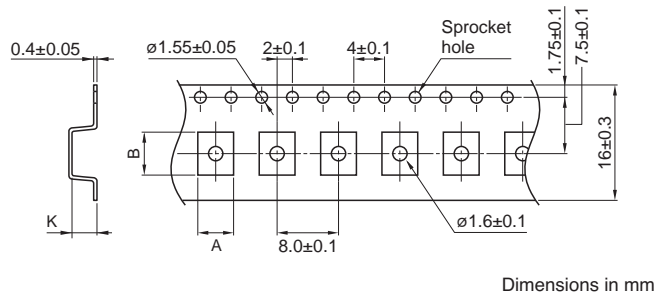 0.4±0.05
ø1.55±0.05
2±0.1
4±0.1
Sprocket
hole
1.75±0.1
7.5±0.1
B
16±0.3
K
A
8.0±0.1
ø1.6±0.1
Dimensions in mm